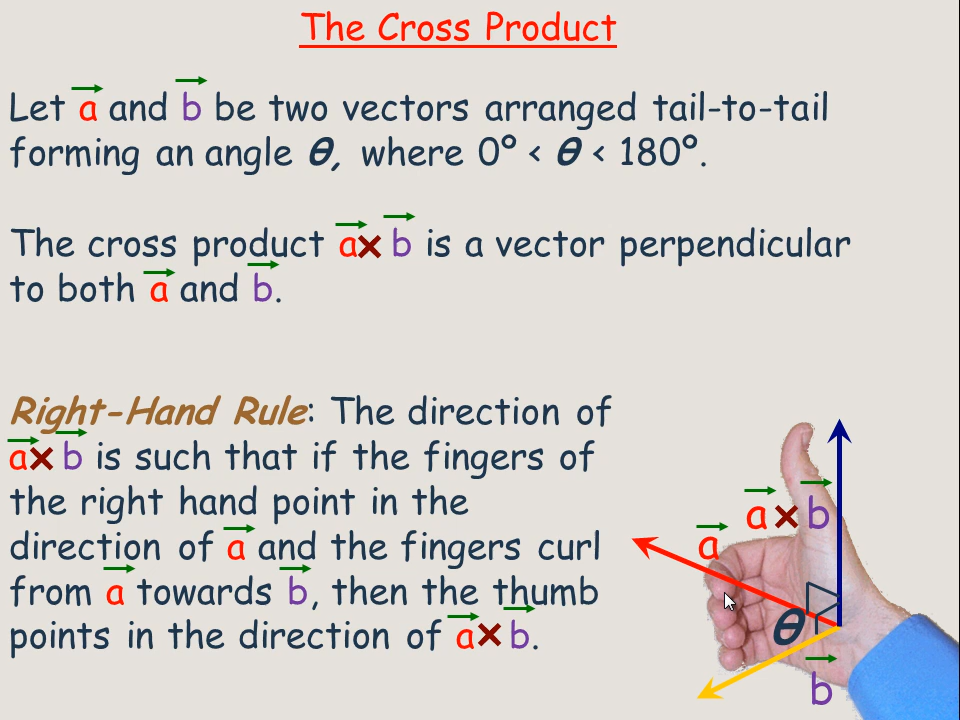 The Cross Product
Let a and b be two vectors arranged tail-to-tail
forming an angle θ, where 0º < θ < 180º.
The cross product a × b is a vector perpendicular
to both a and b.
Right-Hand Rule: The direction of
a × b is such that if the fingers of
the right hand point in the
direction of a and the fingers curl
from a towards b, then the thumb
points in the direction of a × b.
a × b
a
θ
b